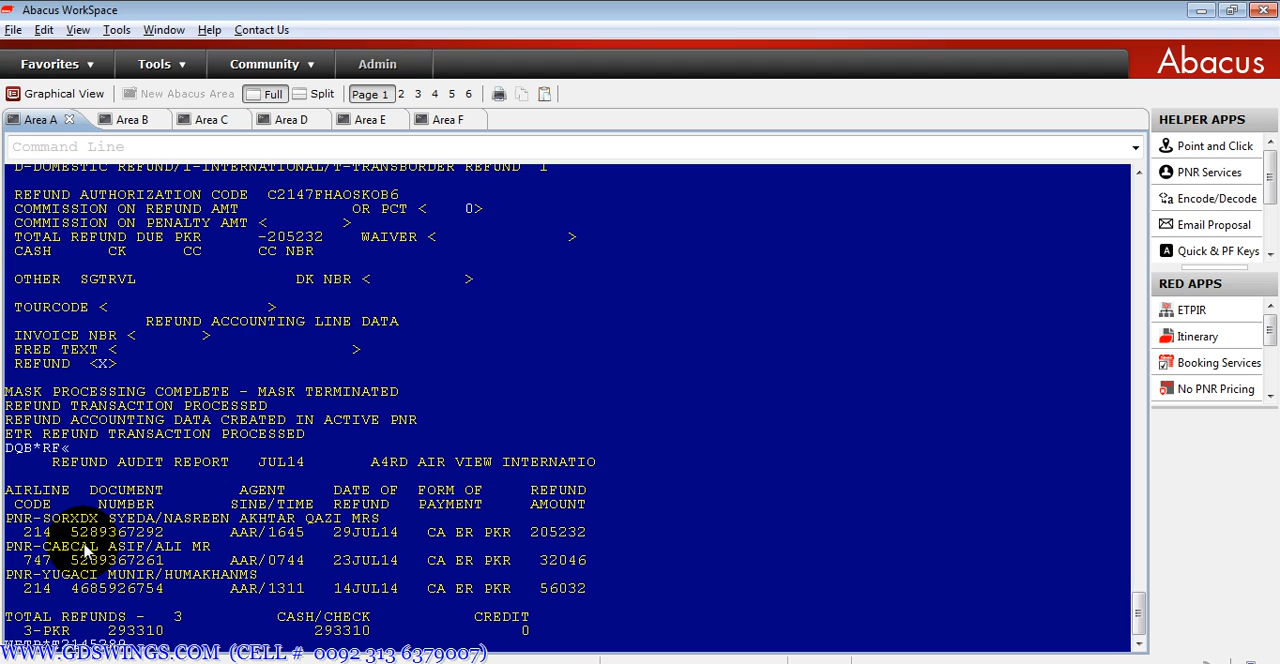 Abacus WorkSpace
File Edit View Tools Window Help Contact Us
Favorites ▼ Tools ▼ Community ▼ Admin
Abacus
Graphical View New Abacus Area Full Split Page 1 2 3 4 5 6
Area A Area B Area C Area D Area E Area F
Command Line
D-DOMESTIC REFUND/I-INTERNATIONAL/T-TRANSBORDER REFUND I
REFUND AUTHORIZATION CODE C2147FHAOSKOB6
COMMISSION ON REFUND AMT OR PCT < 0>
COMMISSION ON PENALTY AMT < >
TOTAL REFUND DUE PKR -205232 WAIVER < >
CASH CK CC CC NBR
OTHER SGTRVL DK NBR < >
TOURCODE < >
REFUND ACCOUNTING LINE DATA
INVOICE NBR < >
FREE TEXT < >
REFUND <X>
MASK PROCESSING COMPLETE - MASK TERMINATED
REFUND TRANSACTION PROCESSED
REFUND ACCOUNTING DATA CREATED IN ACTIVE PNR
ETR REFUND TRANSACTION PROCESSED
DQB*RF«
REFUND AUDIT REPORT JUL14 A4RD AIR VIEW INTERNATIO
AIRLINE DOCUMENT AGENT DATE OF FORM OF REFUND
CODE NUMBER SINE/TIME REFUND PAYMENT AMOUNT
PNR-SORXDX SYEDA/NASREEN AKHTAR QAZI MRS
214 5289367292 AAR/1645 29JUL14 CA ER PKR 205232
PNR-CAECAL ASIF/ALI MR
747 5289367261 AAR/0744 23JUL14 CA ER PKR 32046
PNR-YUGACI MUNIR/HUMAKHANMS
214 4685926754 AAR/1311 14JUL14 CA ER PKR 56032
TOTAL REFUNDS - 3 CASH/CHECK CREDIT
3-PKR 293310 293310 0
WWW.GDSWINGS.COM (CELL # 0092 313 6379007)
HELPER APPS
Point and Click
PNR Services
Encode/Decode
Email Proposal
A Quick & PF Keys
RED APPS
ETPIR
Itinerary
Booking Services
No PNR Pricing